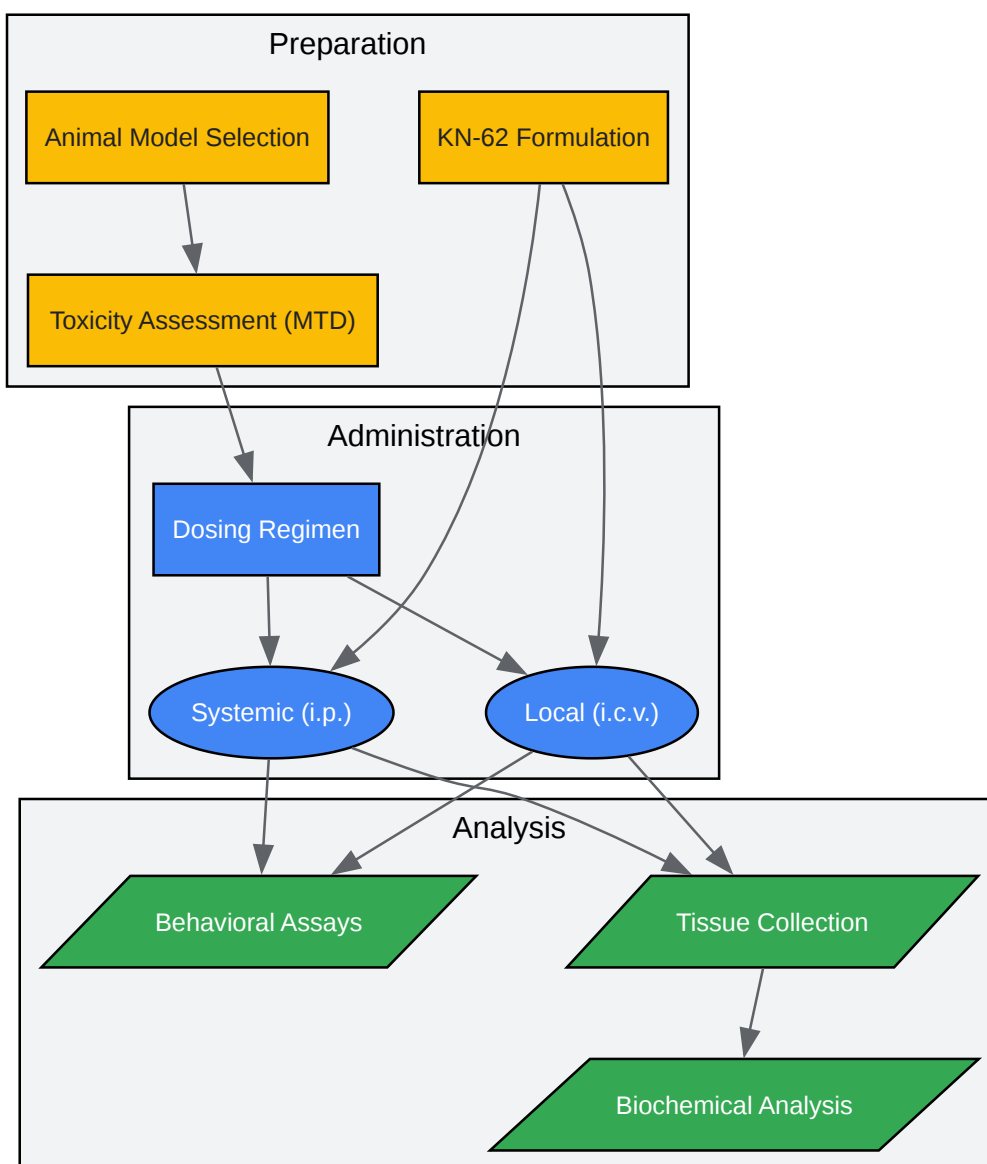 Preparation
Animal Model Selection
KN-62 Formulation
Toxicity Assessment (MTD)
Administration
Dosing Regimen
Systemic (i.p.)
Local (i.c.v.)
Analysis
Behavioral Assays
Tissue Collection
Biochemical Analysis